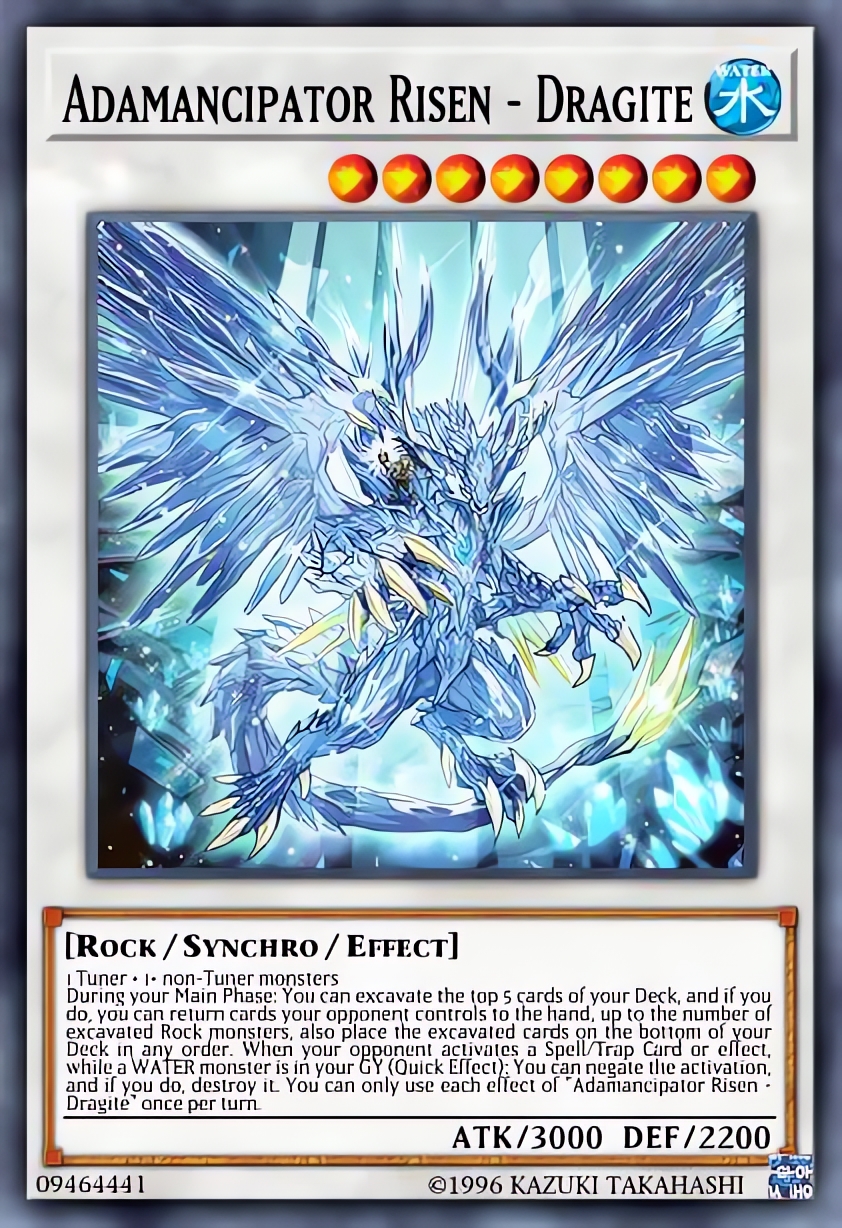 Adamancipator Risen - Dragite
WATER
水
[Rock / Synchro / Effect]
1 Tuner + 1+ non-Tuner monsters
During your Main Phase: You can excavate the top 5 cards of your Deck, and if you
do, you can return cards your opponent controls to the hand, up to the number of
excavated Rock monsters, also place the excavated cards on the bottom of your
Deck in any order. When your opponent activates a Spell/Trap Card or effect,
while a WATER monster is in your GY (Quick Effect): You can negate the activation,
and if you do, destroy it. You can only use each effect of "Adamancipator Risen -
Dragite" once per turn.
ATK/3000 DEF/2200
09464441
©1996 KAZUKI TAKAHASHI